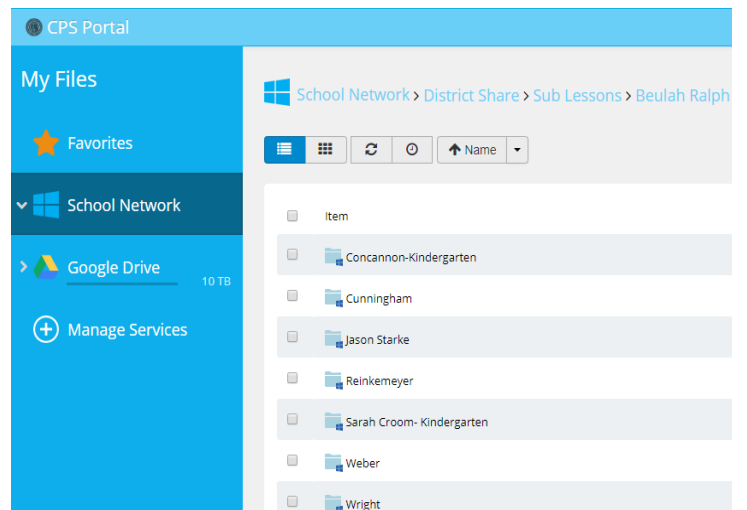 CPS Portal
My Files
School Network > District Share > Sub Lessons > Beulah Ralph
Favorites
Name
School Network
Item
Concannon-Kindergarten
Google Drive
10 TB
Cunningham
Manage Services
Jason Starke
Reinkemeyer
Sarah Croom- Kindergarten
Weber
Wright